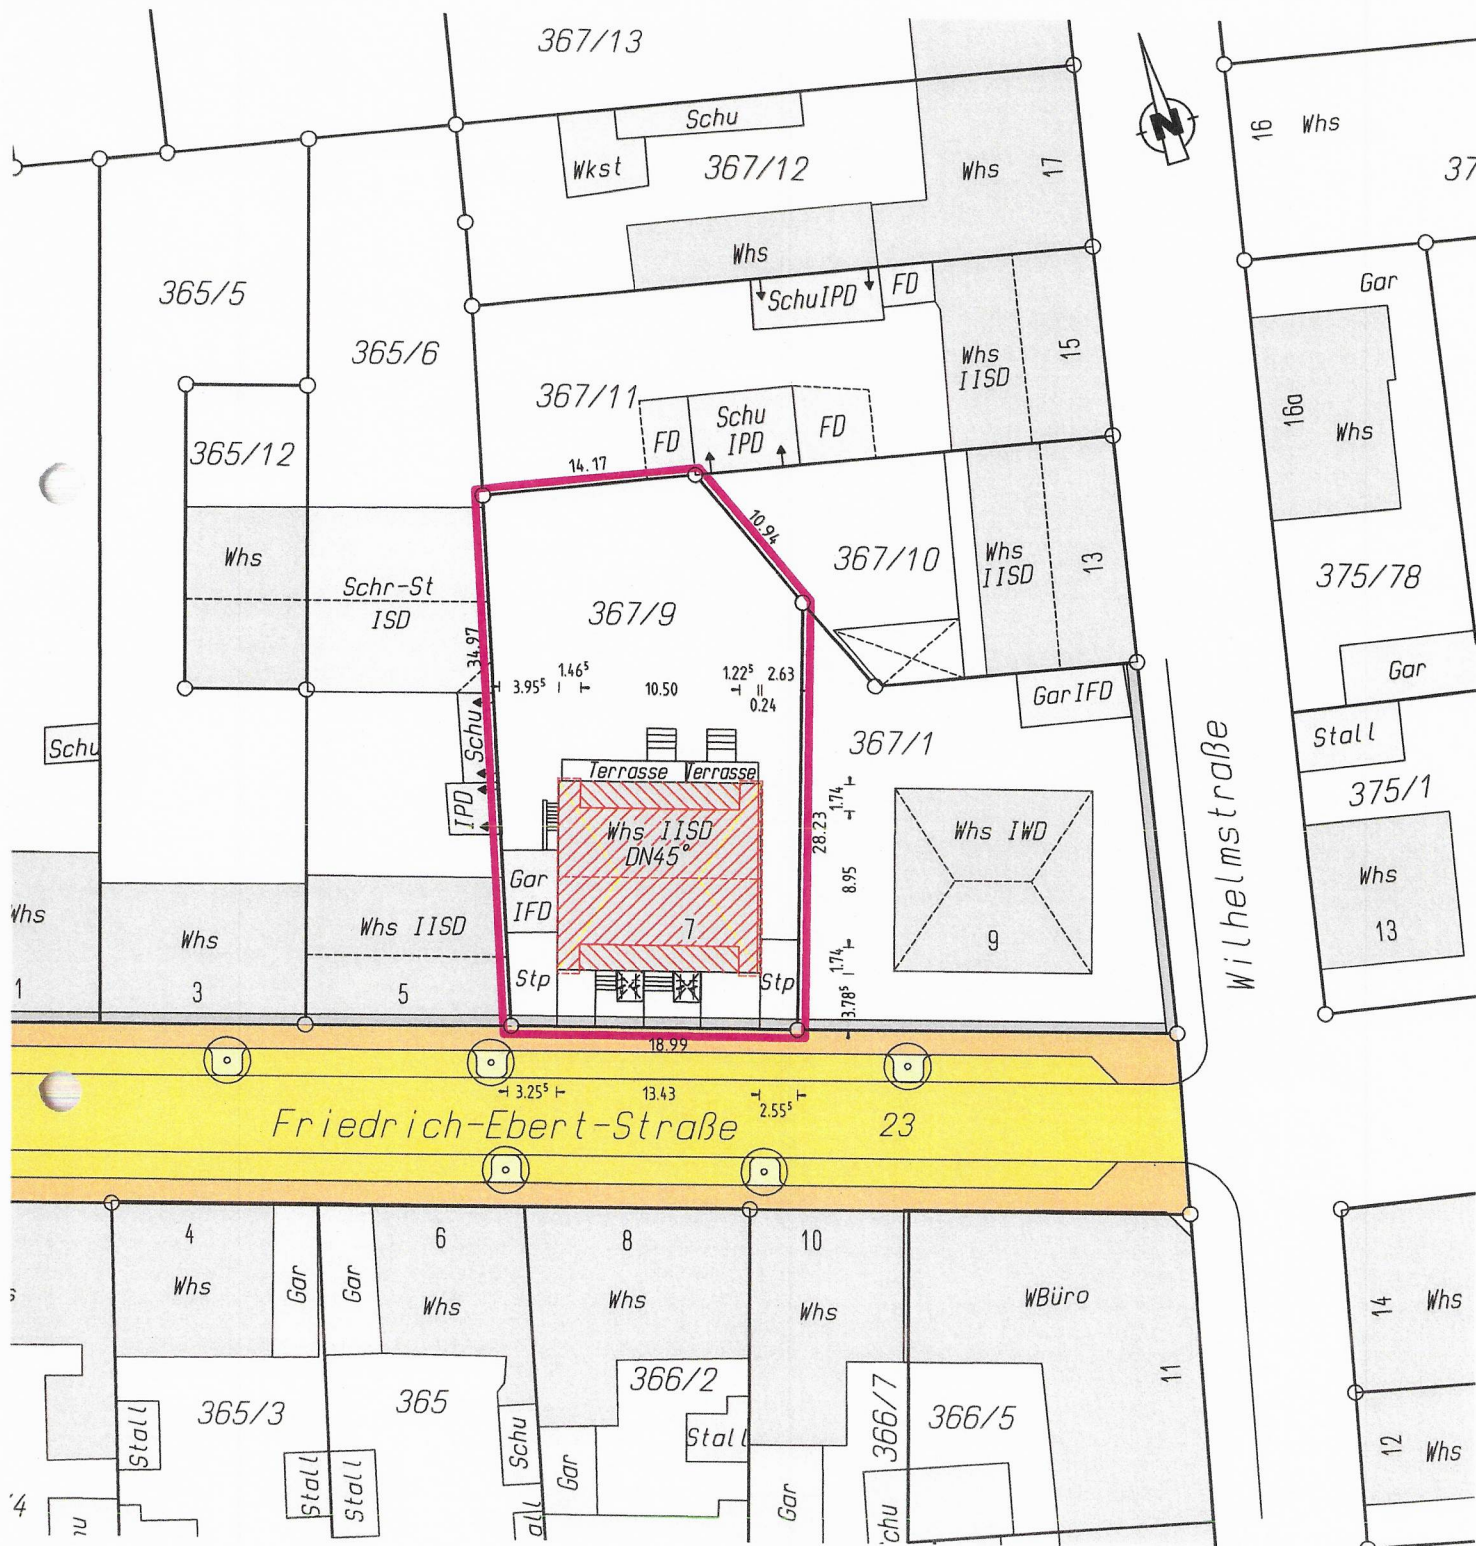 367/13
Schu
Wkst
367/12
Whs
17
N
16
Whs
37
Whs
365/5
SchuIPD
FD
Gar
365/6
Whs
IISD
15
367/11
FD
Schu
IPD
FD
16a
Whs
365/12
14.17
10.94
Whs
Schr-St
ISD
367/9
367/10
Whs
IISD
13
375/78
34.97
3.95⁵
1.46⁵
10.50
1.22⁵
2.63
0.24
GarIFD
Gar
Schu
Schu
367/1
Wilhelmstraße
Stall
Terrasse
Terrasse
1.74
375/1
IPD
Whs IISD
DN45°
28.23
Whs IWD
Gar
IFD
8.95
Whs
Whs
Whs
Whs IISD
7
9
13
Stp
Stp
1.74
1
3
5
3.78⁵
18.99
3.25⁵
13.43
2.55⁵
Friedrich-Ebert-Straße
23
4
6
8
10
Whs
Gar
Gar
Whs
Whs
Whs
WBüro
14
Whs
11
365/3
365
366/2
366/7
366/5
Stall
Schu
Stall
12
Whs
Stall
Stall
Gar
Gar